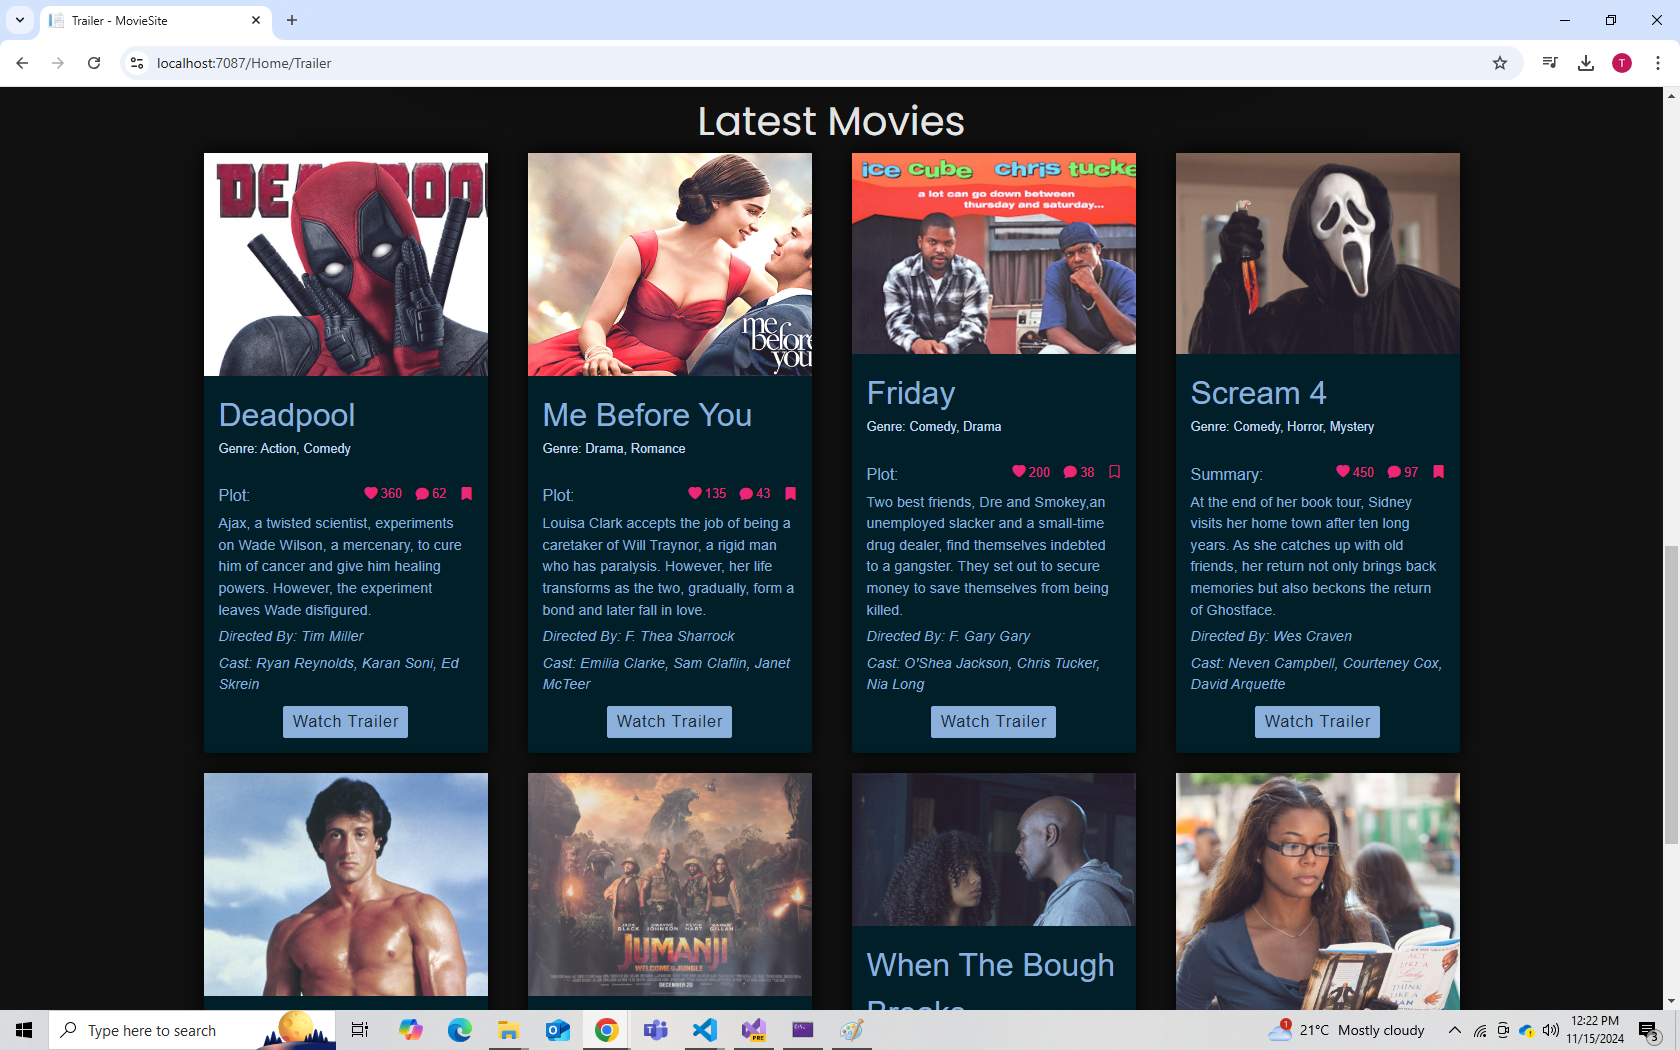 Trailer - MovieSite
localhost:7087/Home/Trailer
T
Latest Movies
ice cube chris tucke
a lot can go down between
thursday and saturday...
me
before
you
Deadpool
Genre: Action, Comedy
Plot:
360
62
Ajax, a twisted scientist, experiments
on Wade Wilson, a mercenary, to cure
him of cancer and give him healing
powers. However, the experiment
leaves Wade disfigured.
Directed By: Tim Miller
Cast: Ryan Reynolds, Karan Soni, Ed
Skrein
Watch Trailer
Me Before You
Genre: Drama, Romance
Plot:
135
43
Louisa Clark accepts the job of being a
caretaker of Will Traynor, a rigid man
who has paralysis. However, her life
transforms as the two, gradually, form a
bond and later fall in love.
Directed By: F. Thea Sharrock
Cast: Emilia Clarke, Sam Claflin, Janet
McTeer
Watch Trailer
Friday
Genre: Comedy, Drama
Plot:
200
38
Two best friends, Dre and Smokey,an
unemployed slacker and a small-time
drug dealer, find themselves indebted
to a gangster. They set out to secure
money to save themselves from being
killed.
Directed By: F. Gary Gary
Cast: O'Shea Jackson, Chris Tucker,
Nia Long
Watch Trailer
Scream 4
Genre: Comedy, Horror, Mystery
Summary:
450
97
At the end of her book tour, Sidney
visits her home town after ten long
years. As she catches up with old
friends, her return not only brings back
memories but also beckons the return
of Ghostface.
Directed By: Wes Craven
Cast: Neven Campbell, Courteney Cox,
David Arquette
Watch Trailer
JUMANJI
WELCOME TO THE JUNGLE
DECEMBER 20
When The Bough
Breaks
ACT
LIKE A
Lady
THINK
LIKE A
MAN
Type here to search
PRE
1
21°C Mostly cloudy
12:22 PM
11/15/2024
3